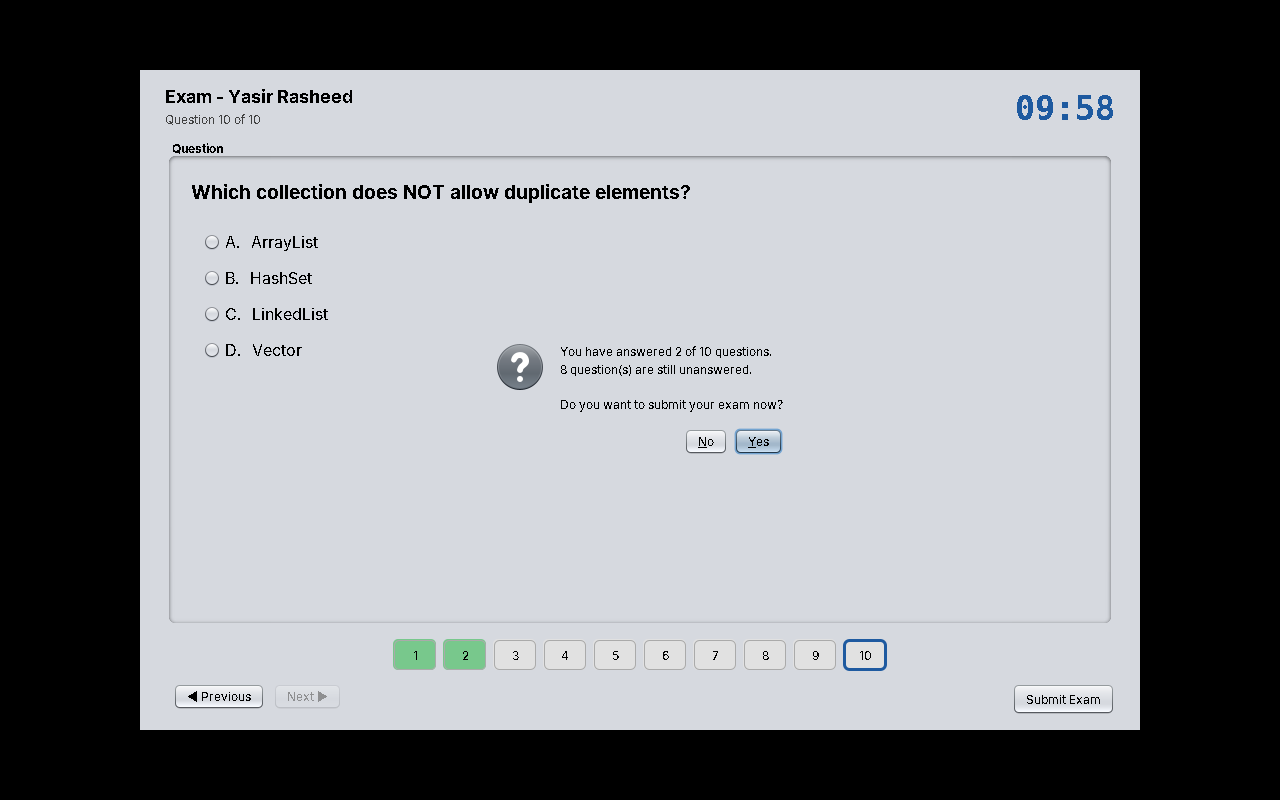 Exam - Yasir Rasheed
09:58
Question 10 of 10
Question
Which collection does NOT allow duplicate elements?
A. ArrayList
B. HashSet
C. LinkedList
D. Vector
?
You have answered 2 of 10 questions.
8 question(s) are still unanswered.
Do you want to submit your exam now?
No Yes
1 2 3 4 5 6 7 8 9 10
◀ Previous Next ▶ Submit Exam